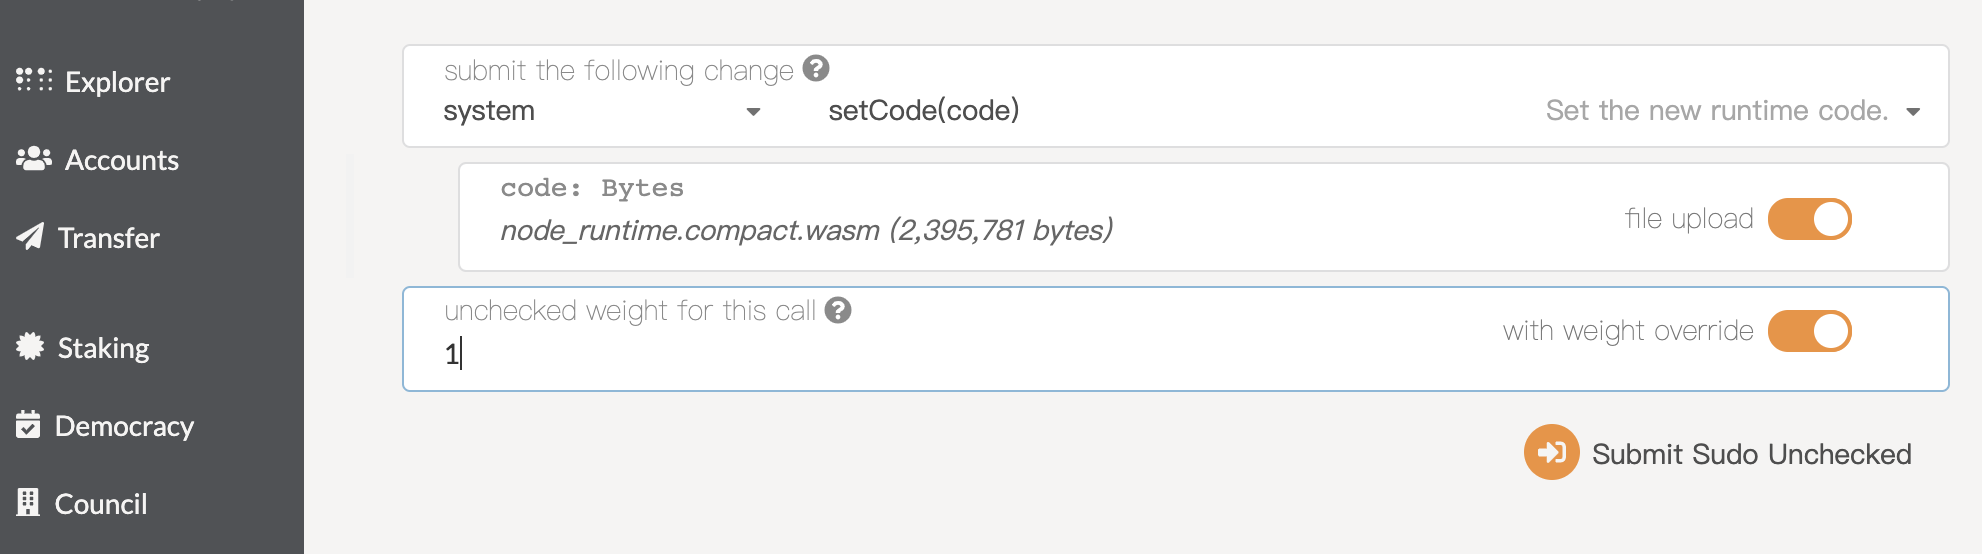 Explorer
Accounts
Transfer
Staking
Democracy
Council
submit the following change
system setCode(code) Set the new runtime code.
code: Bytes
node_runtime.compact.wasm (2,395,781 bytes)
file upload
unchecked weight for this call
1
with weight override
Submit Sudo Unchecked